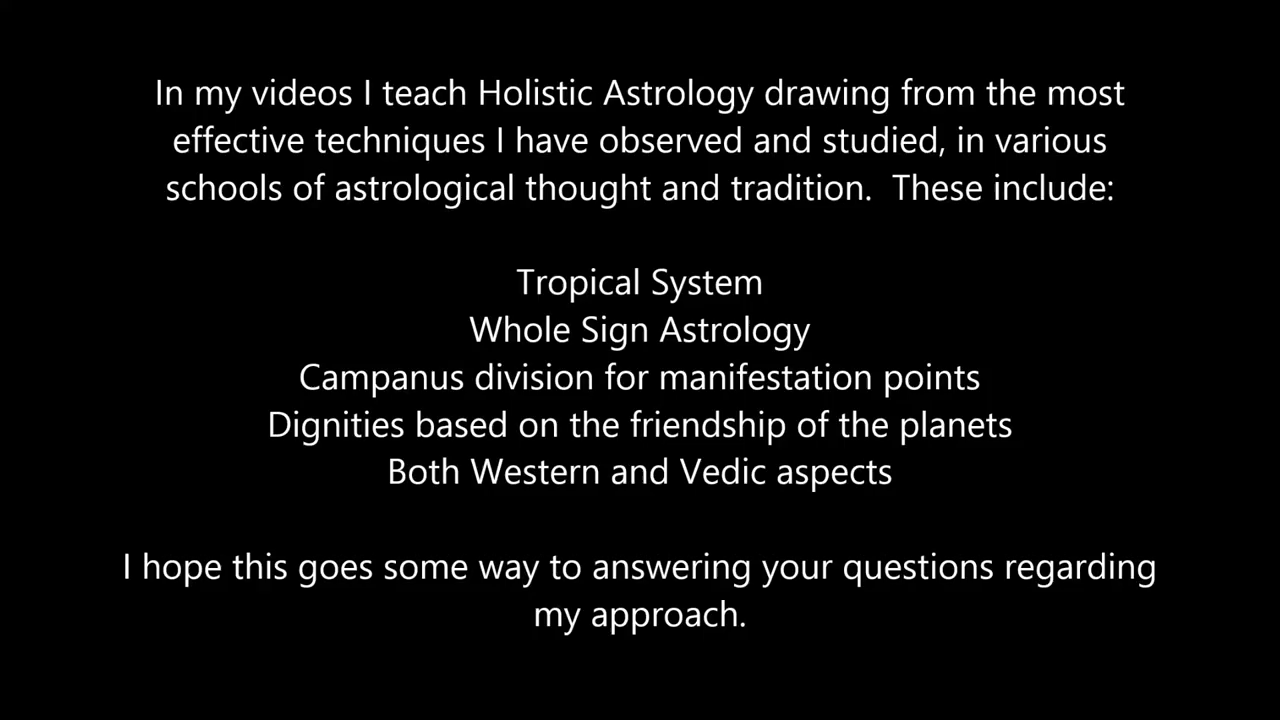 In my videos I teach Holistic Astrology drawing from the most
effective techniques I have observed and studied, in various
schools of astrological thought and tradition.  These include:
Tropical System
Whole Sign Astrology
Campanus division for manifestation points
Dignities based on the friendship of the planets
Both Western and Vedic aspects
I hope this goes some way to answering your questions regarding
my approach.